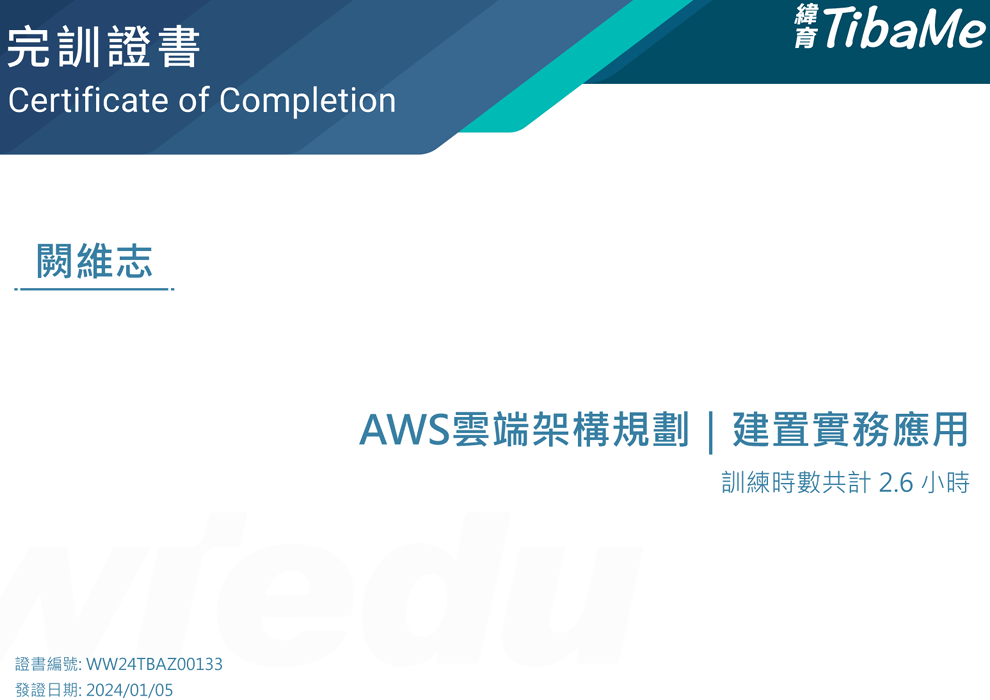 完訓證書
Certificate of Completion
緯育 TibaMe
闕維志
AWS雲端架構規劃｜建置實務應用
訓練時數共計 2.6 小時
wiedu
證書編號: WW24TBAZ00133
發證日期: 2024/01/05